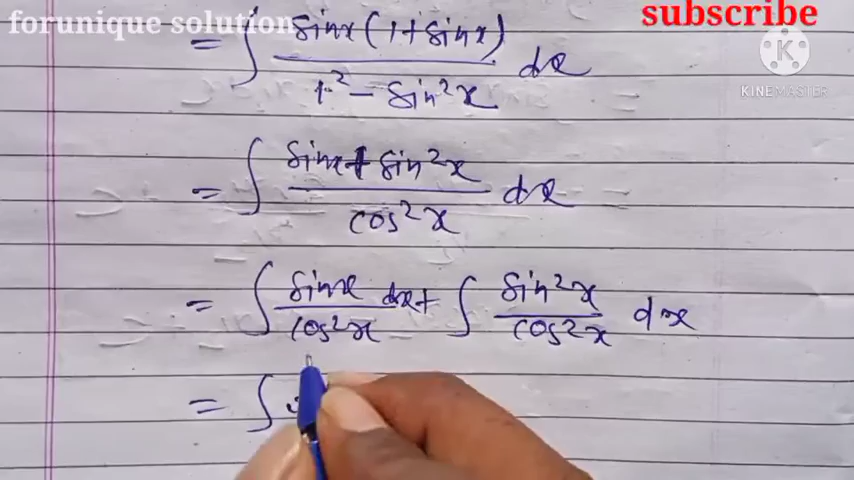 subscribe
forunique solution
KINEMASTER
= ∫ sinx(1+sinx) / 1² - sin²x dx
= ∫ sinx + sin²x / cos²x dx
= ∫ sinx / cos²x dx + ∫ sin²x / cos²x dx
= ∫